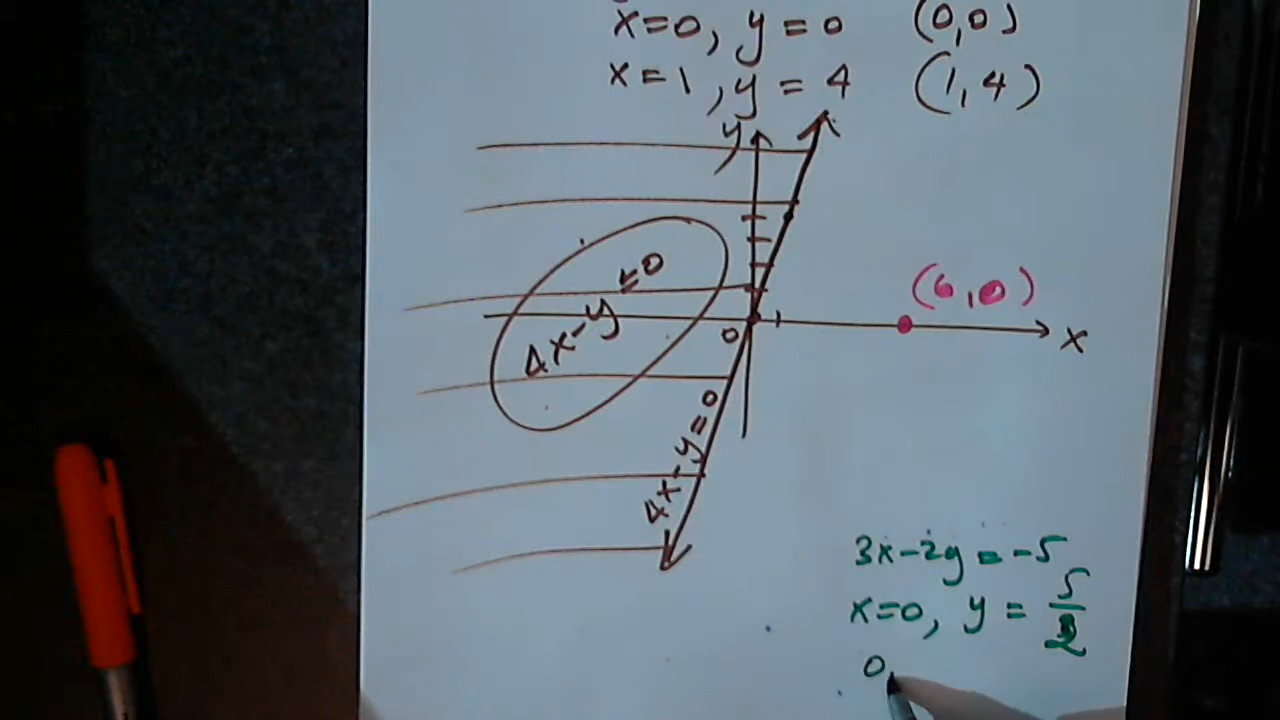 x=0, y=0 (0,0)
x=1, y=4 (1,4)
y
4x-y≤0
(6,0)
0
x
4x-y=0
3x-2y=-5
x=0, y=5/2
0,